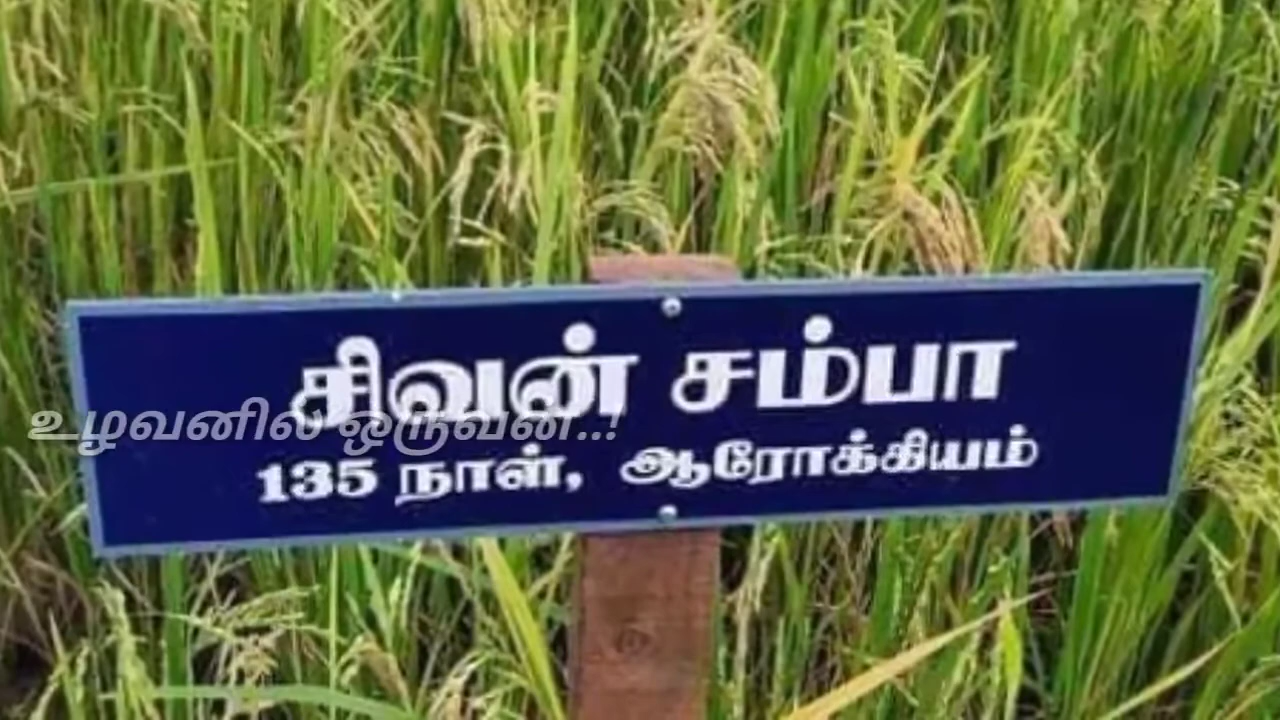 சிவன் சம்பா
உழவனில் ஒருவன்..!
135 நாள், ஆரோக்கியம்